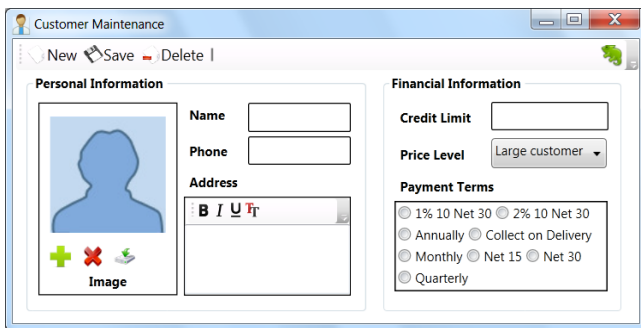 Customer Maintenance
New Save Delete
Personal Information
Name
Phone
Address
B I U TT
Image
Financial Information
Credit Limit
Price Level Large customer
Payment Terms
1% 10 Net 30 2% 10 Net 30
Annually Collect on Delivery
Monthly Net 15 Net 30
Quarterly